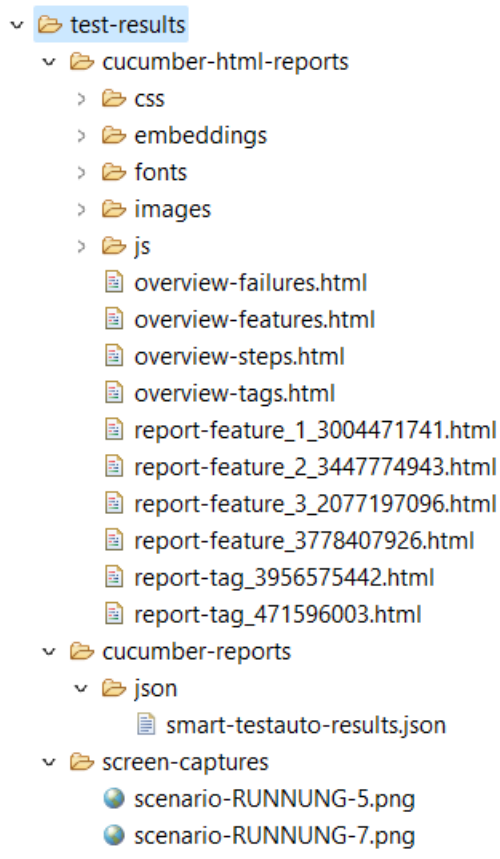 test-results
cucumber-html-reports
css
embeddings
fonts
images
js
overview-failures.html
overview-features.html
overview-steps.html
overview-tags.html
report-feature_1_3004471741.html
report-feature_2_3447774943.html
report-feature_3_2077197096.html
report-feature_3778407926.html
report-tag_3956575442.html
report-tag_471596003.html
cucumber-reports
json
smart-testauto-results.json
screen-captures
scenario-RUNNUNG-5.png
scenario-RUNNUNG-7.png